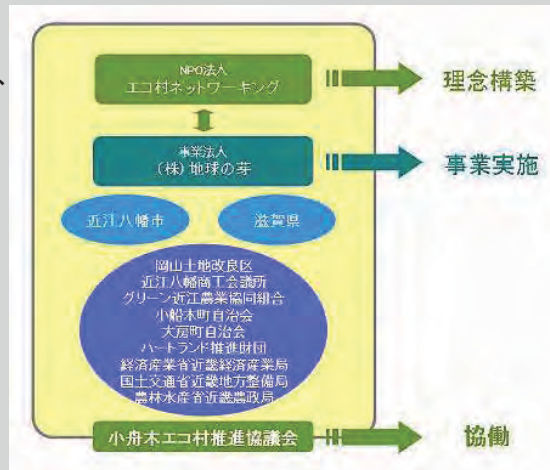 NPO法人
エコ村ネットワーキング
理念構築
事業法人
(株)地球の芽
事業実施
近江八幡市
滋賀県
岡山土地改良区
近江八幡商工会議所
グリーン近江農業協同組合
小船木町自治会
大房町自治会
ハートランド推進財団
経済産業省近畿経済産業局
国土交通省近畿地方整備局
農林水産省近畿農政局
小舟木エコ村推進協議会
協働